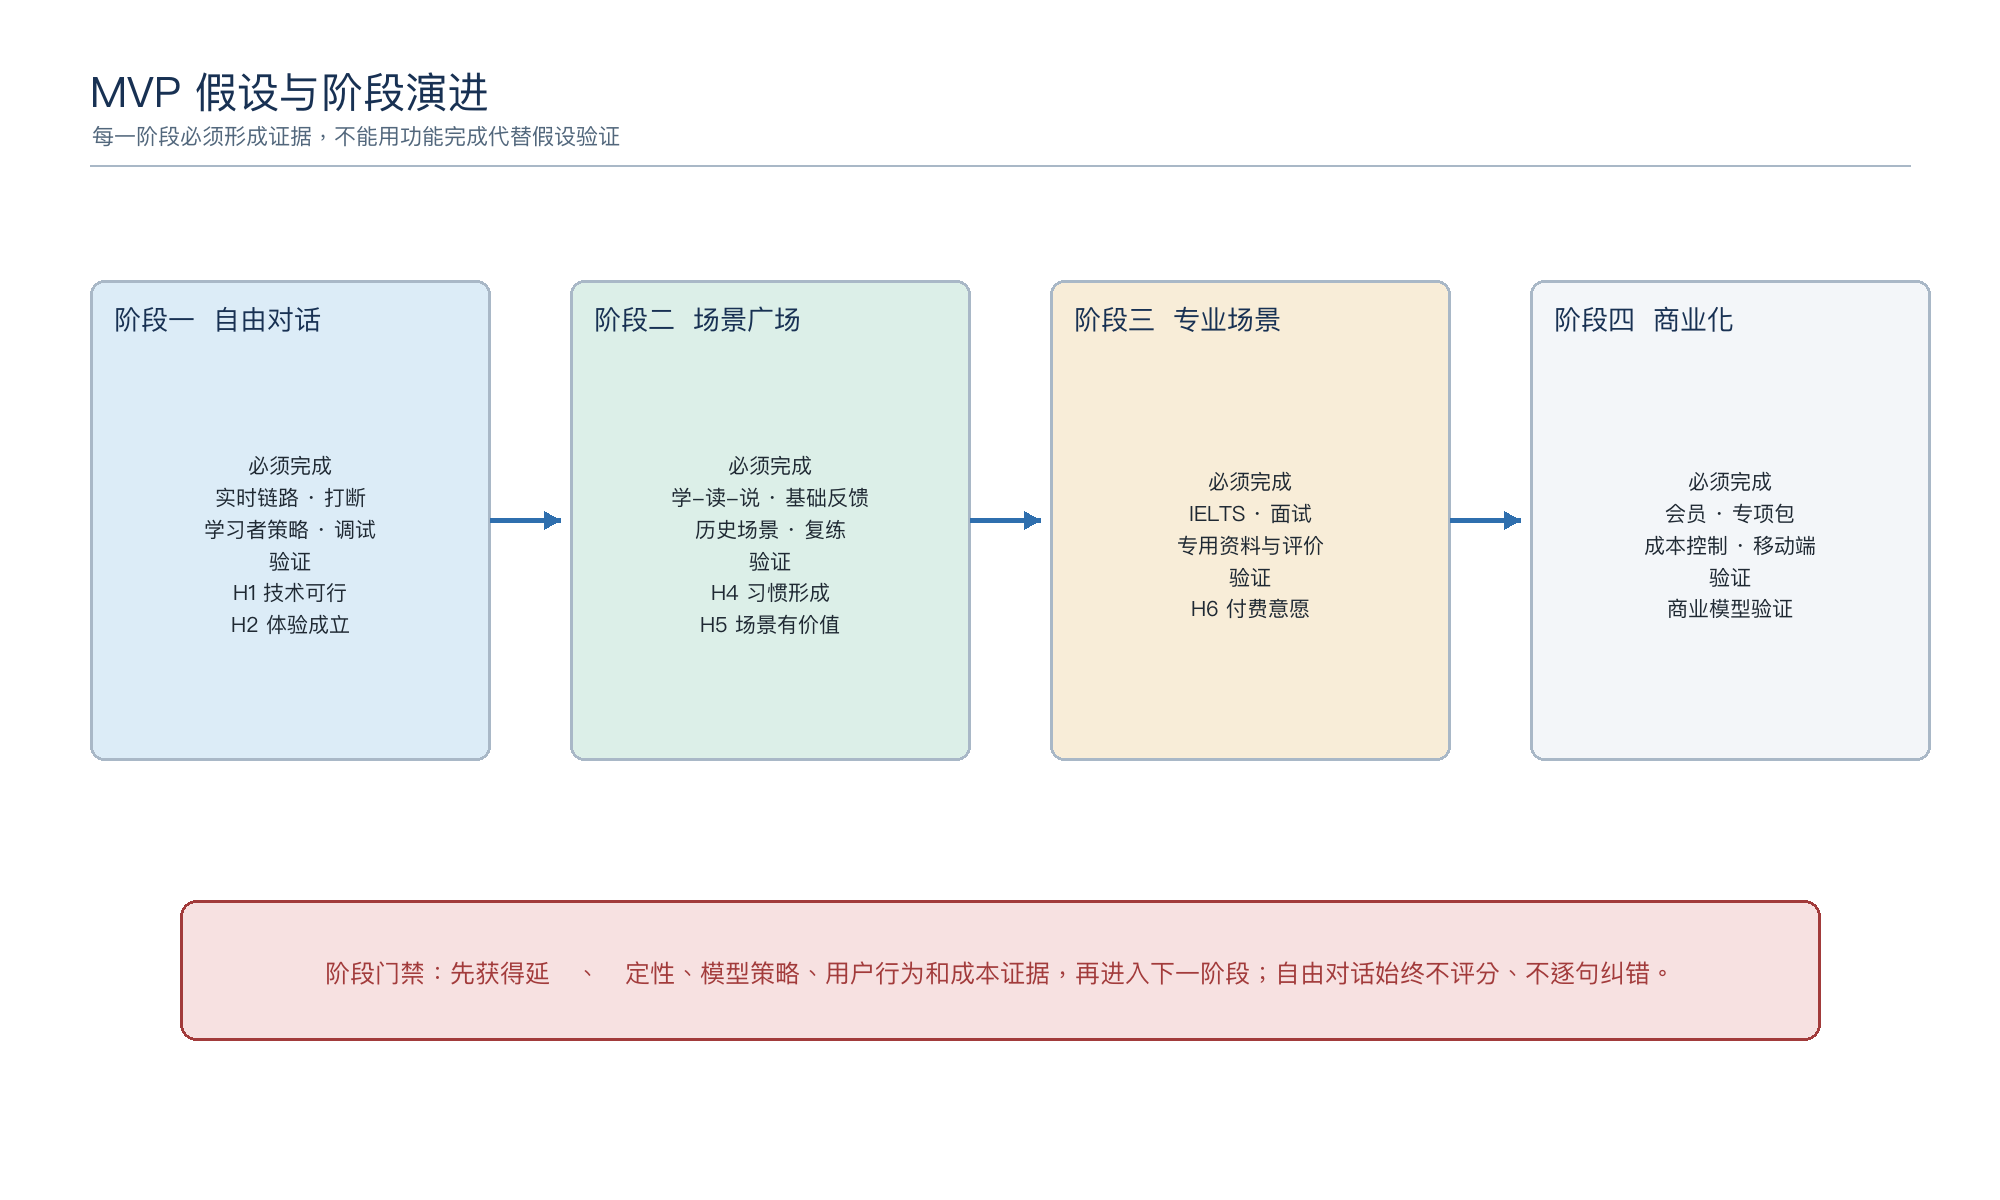 MVP 假设与阶段演进
每一阶段必须形成证据，不能用功能完成代替假设验证
阶段一 自由对话
必须完成
实时链路 · 打断
学习者策略 · 调试
验证
H1 技术可行
H2 体验成立
阶段二 场景广场
必须完成
学–读–说 · 基础反馈
历史场景 · 复练
验证
H4 习惯形成
H5 场景有价值
阶段三 专业场景
必须完成
IELTS · 面试
专用资料与评价
验证
H6 付费意愿
阶段四 商业化
必须完成
会员 · 专项包
成本控制 · 移动端
验证
商业模型验证
阶段门禁：先获得延 、 定性、模型策略、用户行为和成本证据，再进入下一阶段；自由对话始终不评分、不逐句纠错。